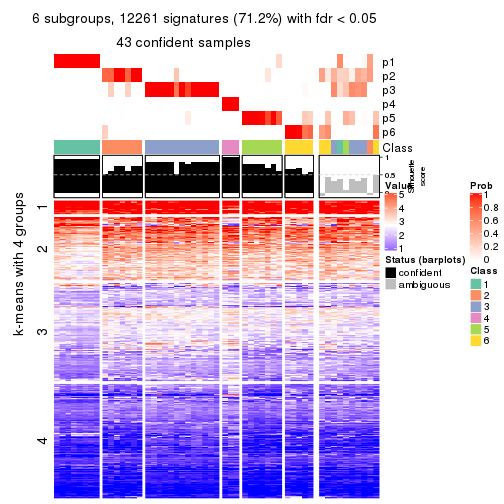 6 subgroups, 12261 signatures (71.2%) with fdr < 0.05
43 confident samples
p1
p2
p3
p4
p5
p6
Class
1
0.5
0
Silhouette
score
k-means with 4 groups
1
2
3
4
Value
5
4
3
2
1
Status (barplots)
confident
ambiguous
Prob
1
0.8
0.6
0.4
0.2
0
Class
1
2
3
4
5
6